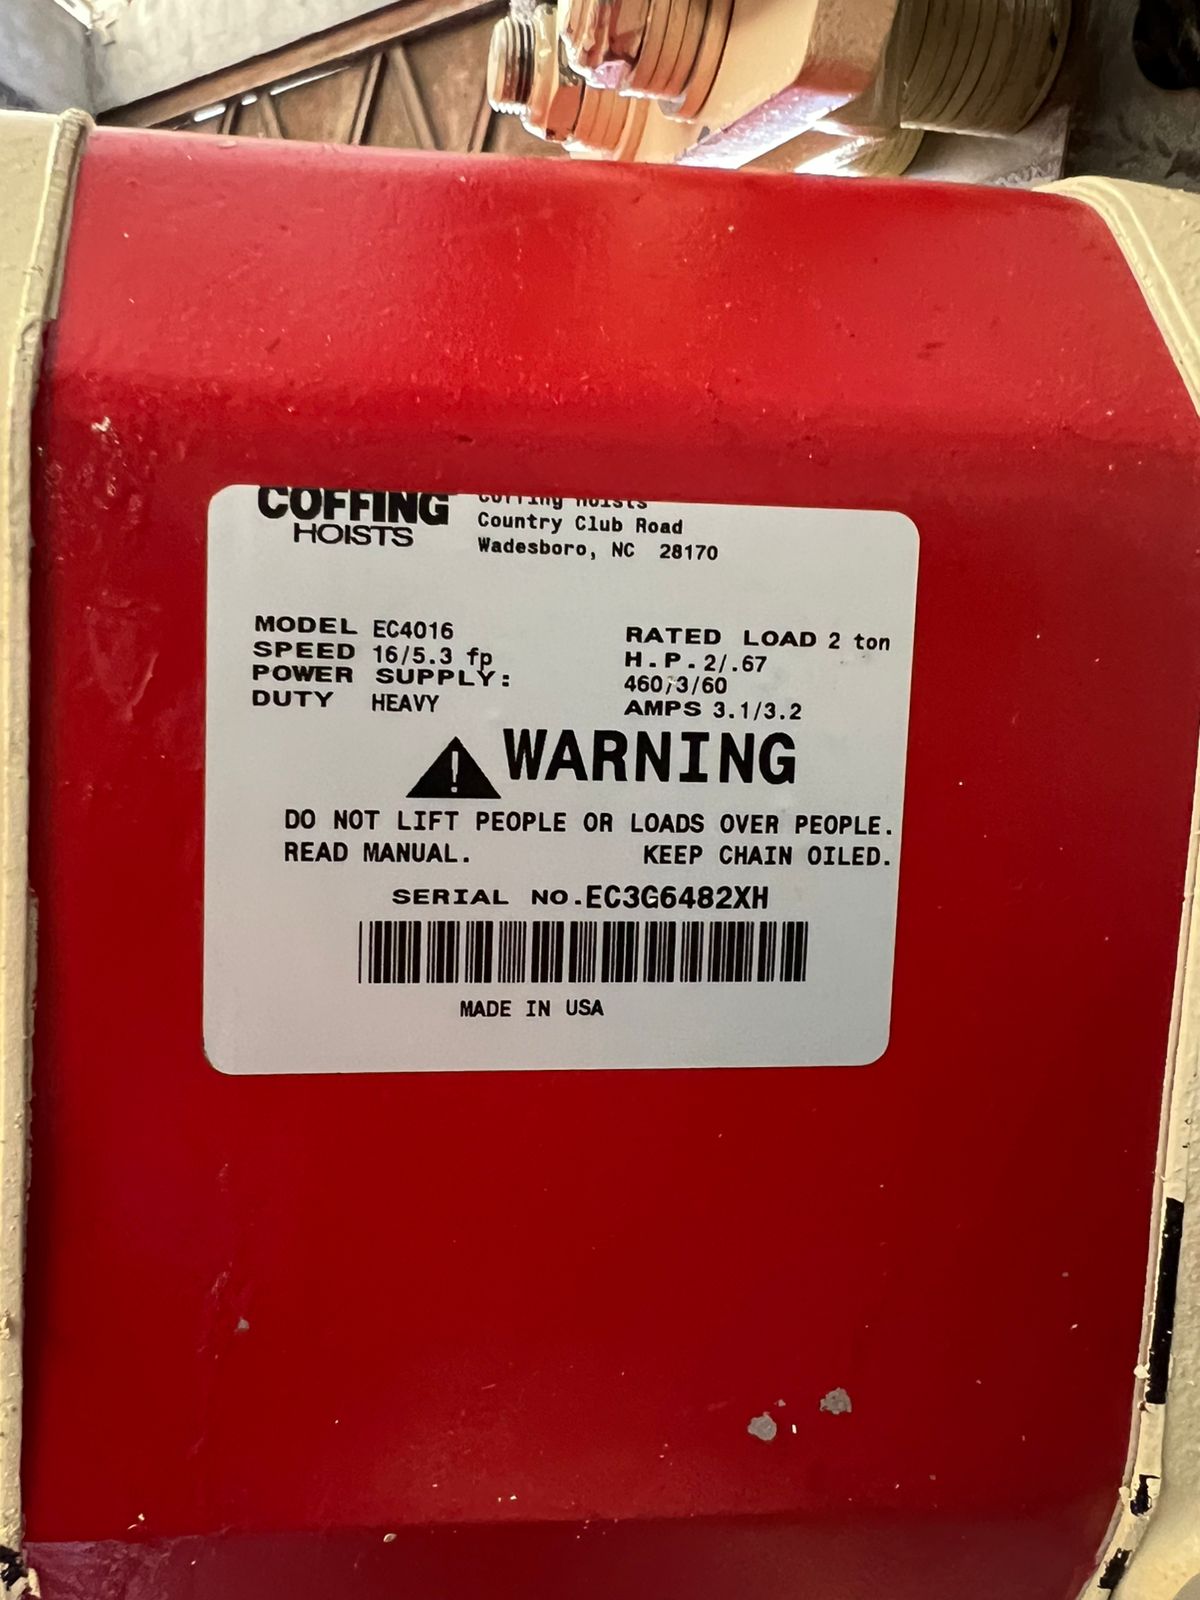 COFFING
HOISTS
Coffing Hoists
Country Club Road
Wadesboro, NC 28170
MODEL EC4016
RATED LOAD 2 ton
SPEED 16/5.3 fp
H.P. 2/.67
POWER SUPPLY:
460/3/60
DUTY HEAVY
AMPS 3.1/3.2
WARNING
DO NOT LIFT PEOPLE OR LOADS OVER PEOPLE.
READ MANUAL. KEEP CHAIN OILED.
SERIAL NO. EC3G6482XH
MADE IN USA